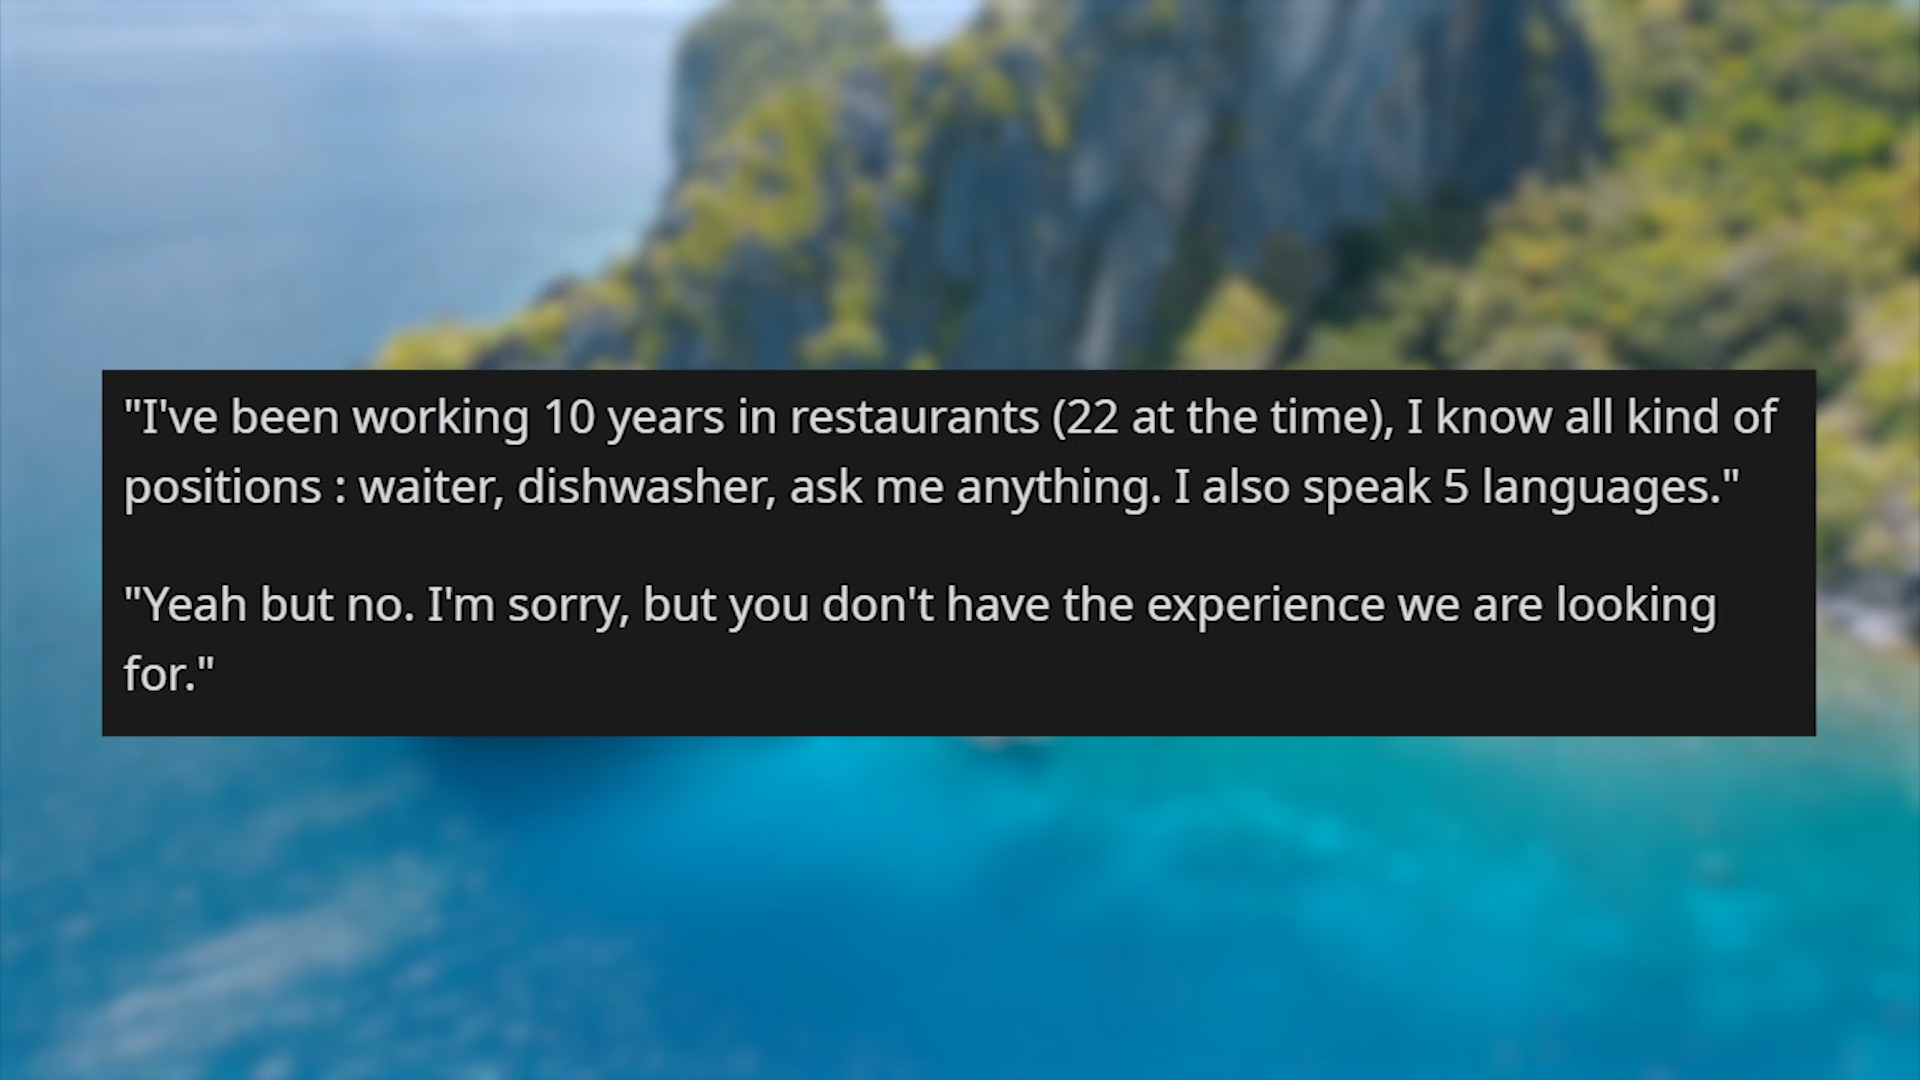 "I've been working 10 years in restaurants (22 at the time), I know all kind of
positions : waiter, dishwasher, ask me anything. I also speak 5 languages."
"Yeah but no. I'm sorry, but you don't have the experience we are looking
for."